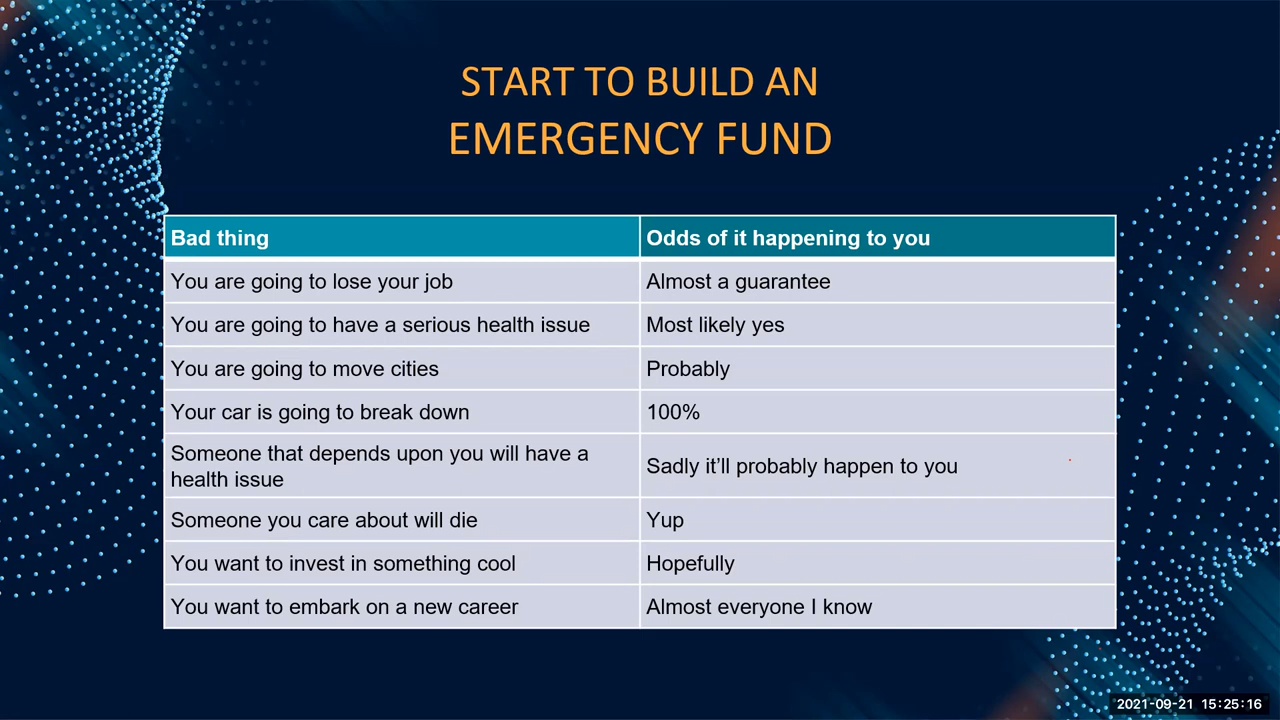 START TO BUILD AN
EMERGENCY FUND
Bad thing
Odds of it happening to you
You are going to lose your job
Almost a guarantee
You are going to have a serious health issue
Most likely yes
You are going to move cities
Probably
Your car is going to break down
100%
Someone that depends upon you will have a
health issue
Sadly it’ll probably happen to you
Someone you care about will die
Yup
You want to invest in something cool
Hopefully
You want to embark on a new career
Almost everyone I know
2021-09-21 15:25:16